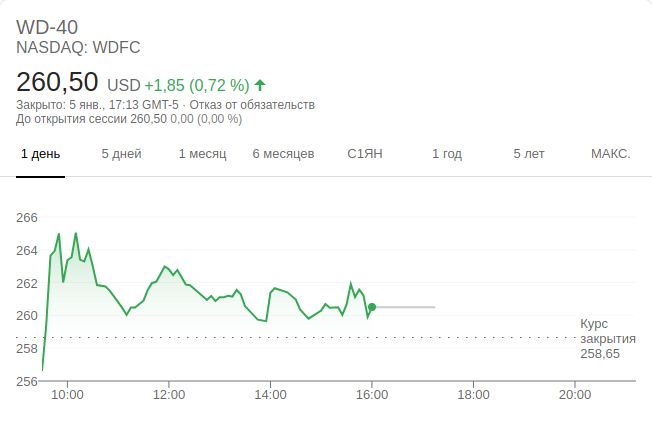 WD-40
NASDAQ: WDFC
260,50 USD +1,85 (0,72 %)
Закрыто: 5 янв., 17:13 GMT-5 · Отказ от обязательств
До открытия сессии 260,50 0,00 (0,00 %)
1 день 5 дней 1 месяц 6 месяцев С1ЯН 1 год 5 лет МАКС.
266
264
262
260
258
256
Курс
закрытия
258,65
10:00 12:00 14:00 16:00 18:00 20:00